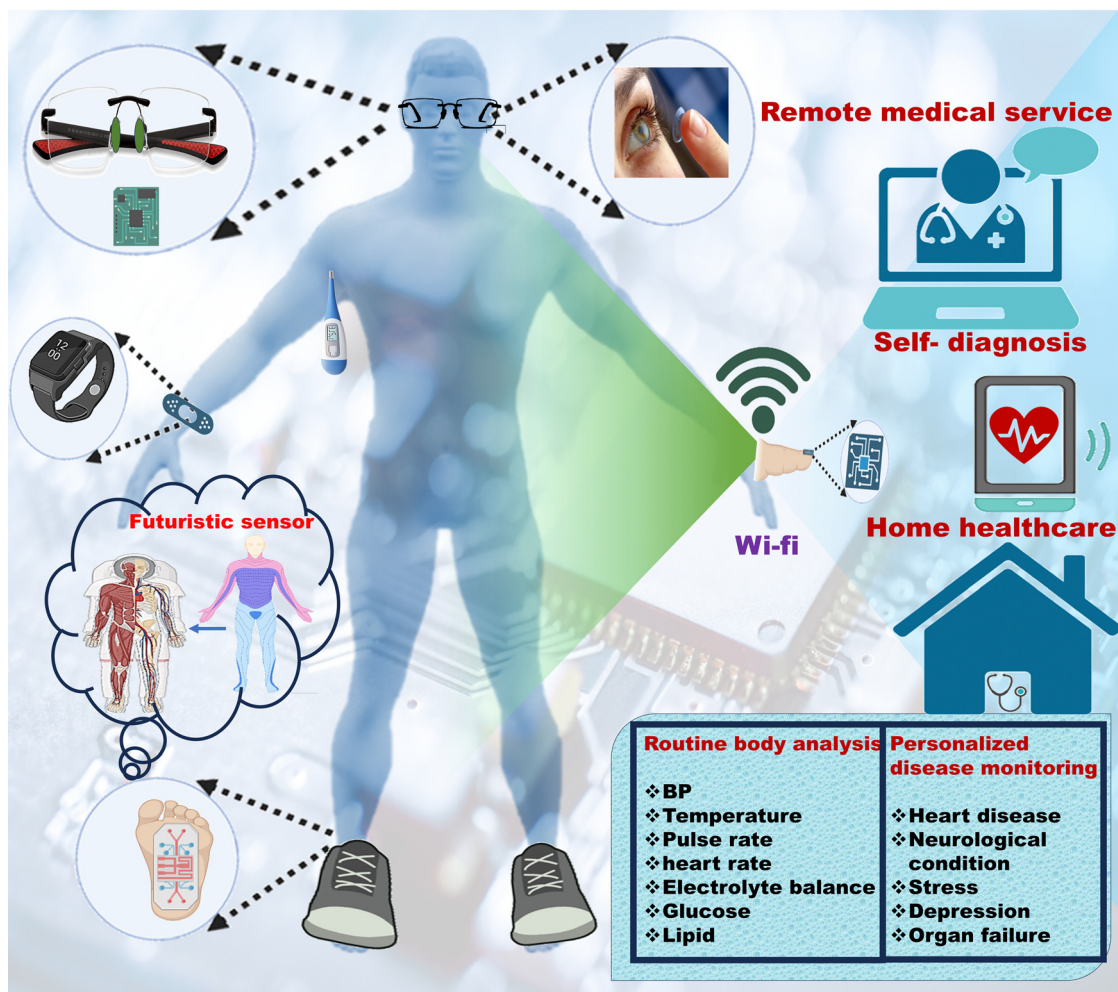 Remote medical service
Self- diagnosis
12
00
Futuristic sensor
Wi-fi
Home healthcare
Routine body analysis
❖BP
❖Temperature
❖Pulse rate
❖heart rate
❖Electrolyte balance
❖Glucose
❖Lipid
Personalized
disease monitoring
❖Heart disease
❖Neurological
condition
❖Stress
❖Depression
❖Organ failure